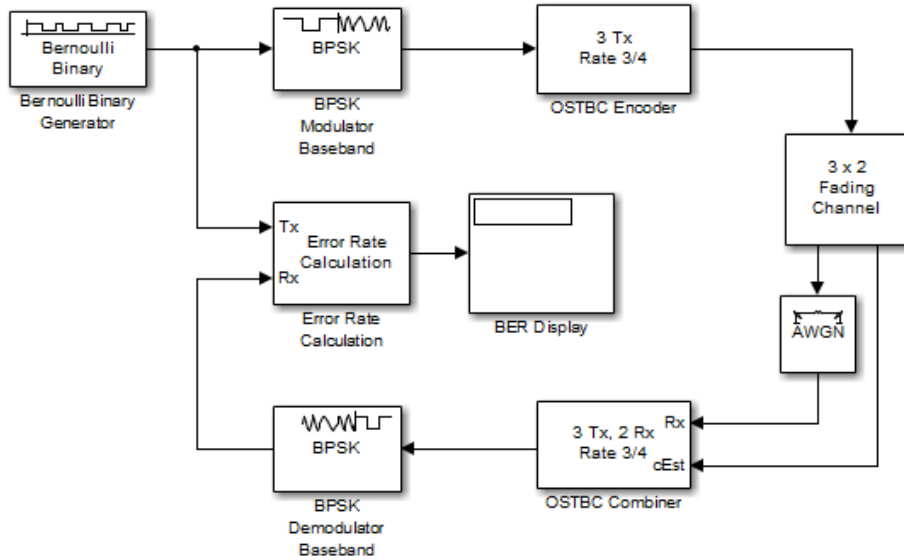 Bernoulli
Binary
Bernoulli Binary
Generator
BPSK
BPSK
Modulator
Baseband
3 Tx
Rate 3/4
OSTBC Encoder
3 x 2
Fading
Channel
Tx
Rx
Error Rate
Calculation
Error Rate
Calculation
BER Display
AWGN
BPSK
BPSK
Demodulator
Baseband
3 Tx, 2 Rx
Rate 3/4
Rx
cEst
OSTBC Combiner